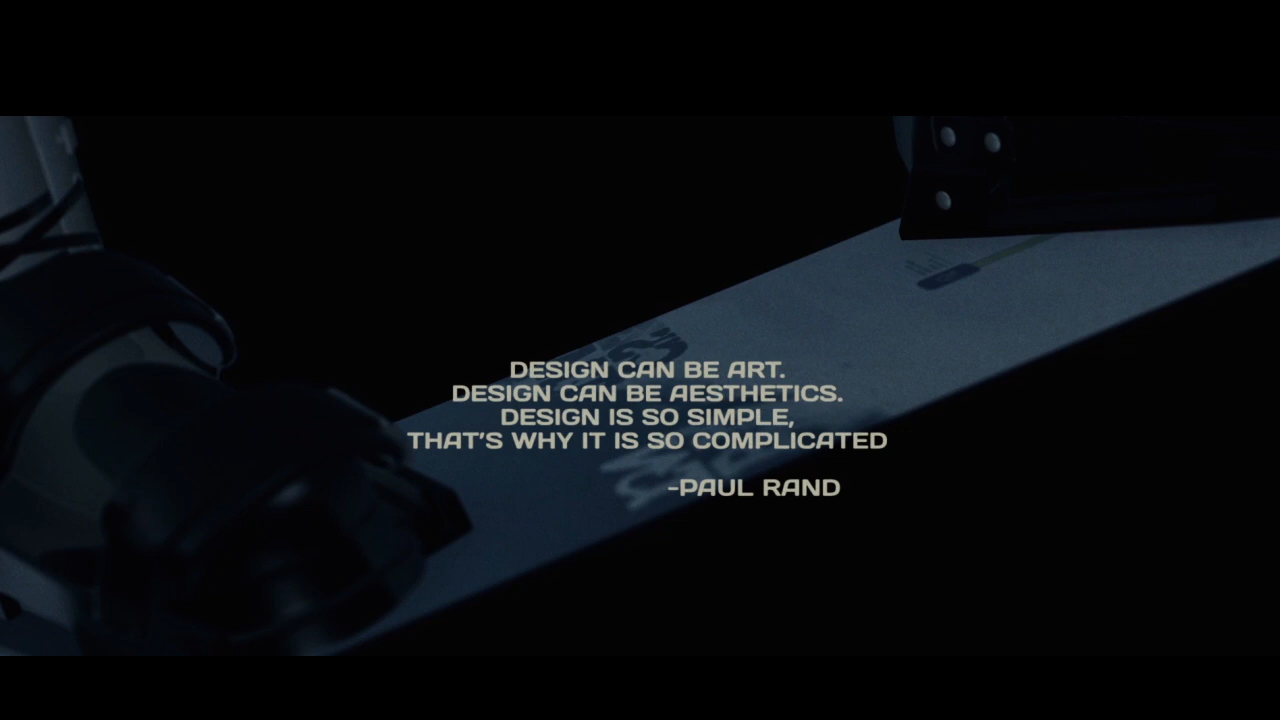 DESIGN CAN BE ART.
DESIGN CAN BE AESTHETICS.
DESIGN IS SO SIMPLE,
THAT'S WHY IT IS SO COMPLICATED
-PAUL RAND